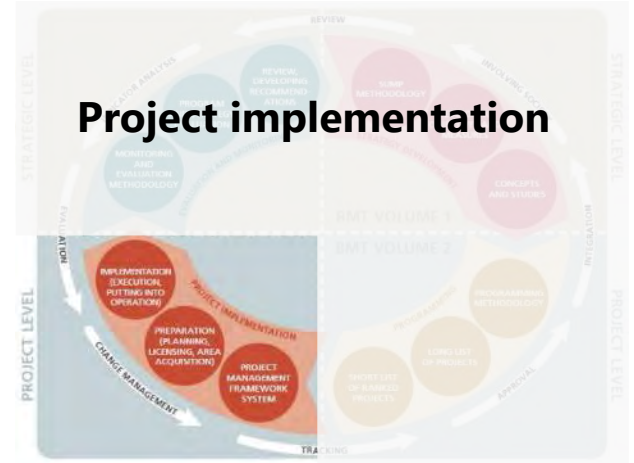 Project implementation
REVIEW
STRATEGIC LEVEL
STRATEGIC LEVEL
REVIEW,
DEVELOPING
RECOMMEND
ATIONS
SUMP
METHODOLOGY
MONITORING
AND
EVALUATION
METHODOLOGY
CONCEPTS
AND STUDIES
BMT VOLUME 1
BMT VOLUME 2
EVALUATION
INTEGRATION
PROJECT LEVEL
PROJECT LEVEL
IMPLEMENTATION
(EXECUTION,
PUTTING INTO
OPERATION)
PROJECT IMPLEMENTATION
PREPARATION
(PLANNING,
LICENSING, AREA
ACQUISITION)
PROJECT
MANAGEMENT
FRAMEWORK
SYSTEM
CHANGE MANAGEMENT
PROGRAMMING
METHODOLOGY
PROGRAMMING
LONG LIST
OF PROJECTS
SHORT LIST
OF RANKED
PROJECTS
APPROVAL
TRACKING